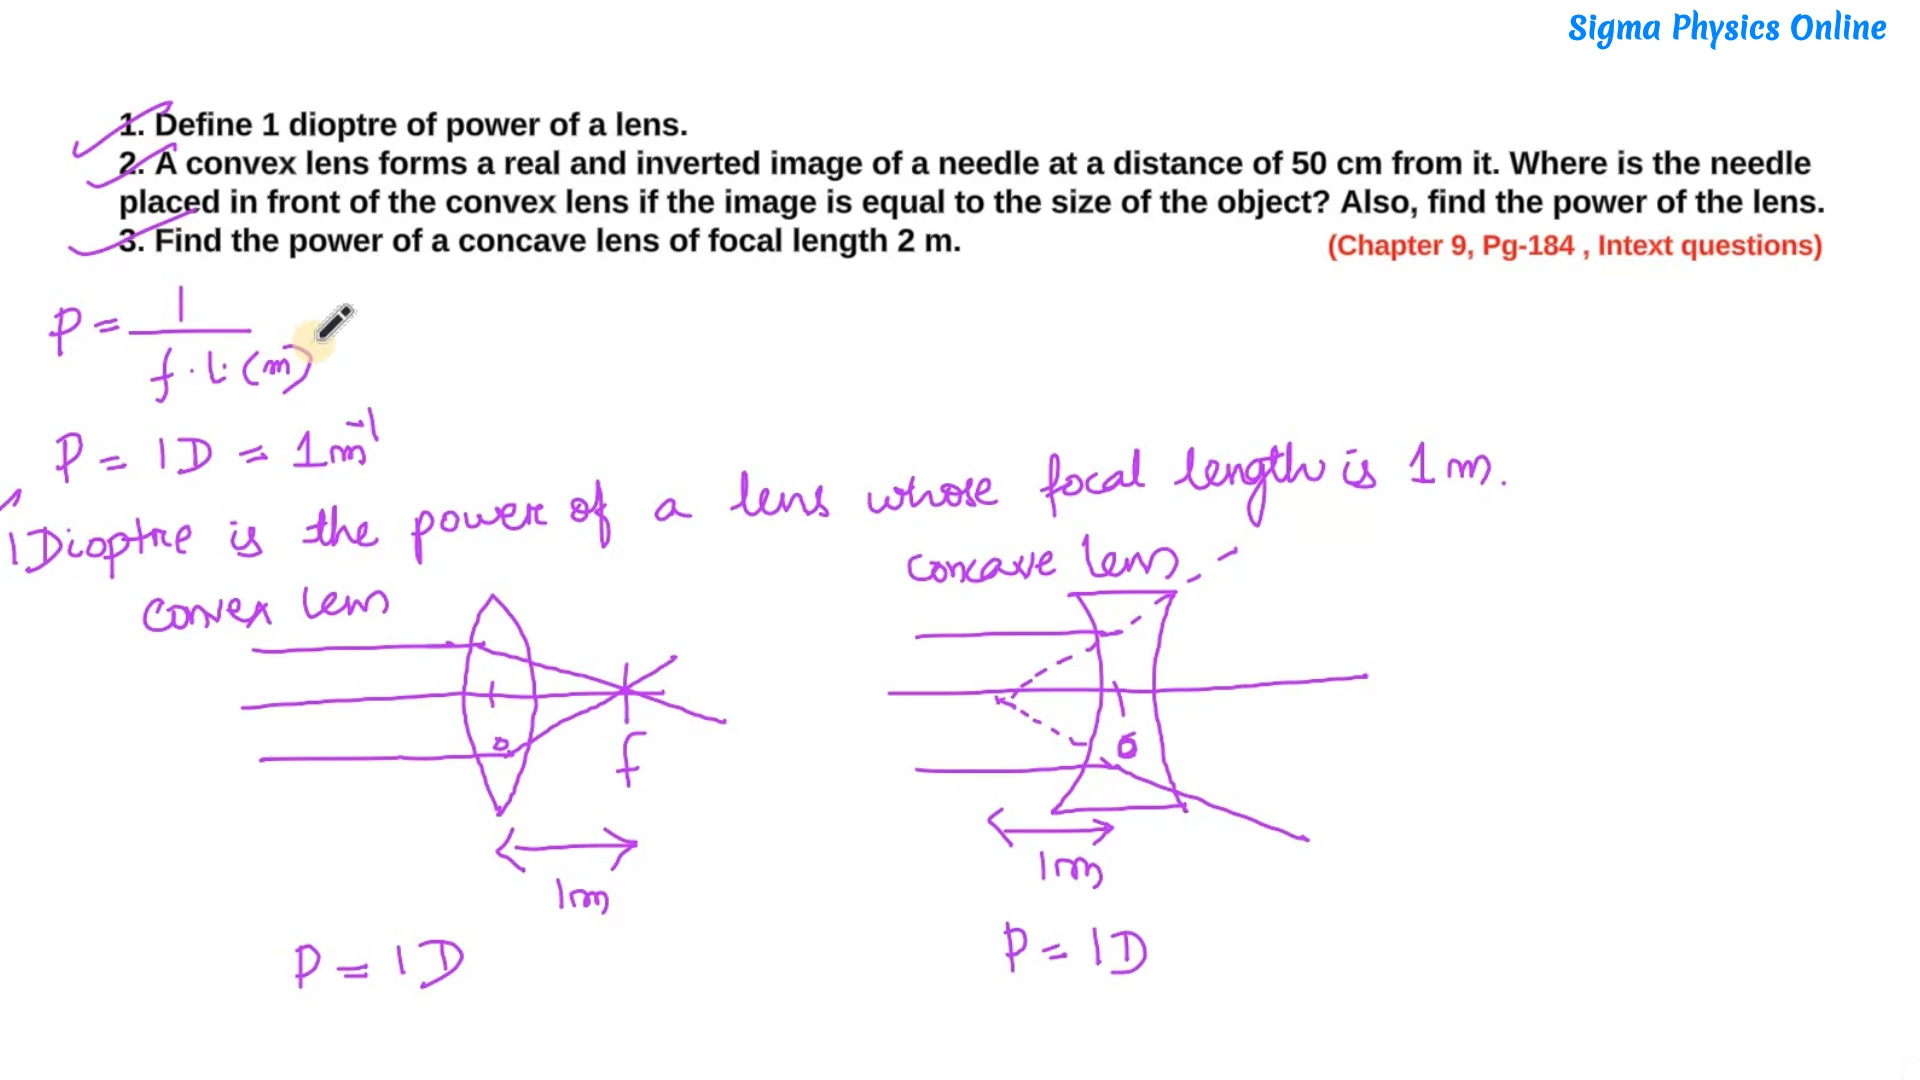 Sigma Physics Online
1. Define 1 dioptre of power of a lens.
2. A convex lens forms a real and inverted image of a needle at a distance of 50 cm from it. Where is the needle
placed in front of the convex lens if the image is equal to the size of the object? Also, find the power of the lens.
3. Find the power of a concave lens of focal length 2 m.
(Chapter 9, Pg-184 , Intext questions)
P = 1
f.l.(m)
P = 1D = 1m⁻¹
1Dioptre is the power of a lens whose focal length is 1m.
convex lens
concave lens
o
f
o
1m
1m
P = 1D
P = 1D